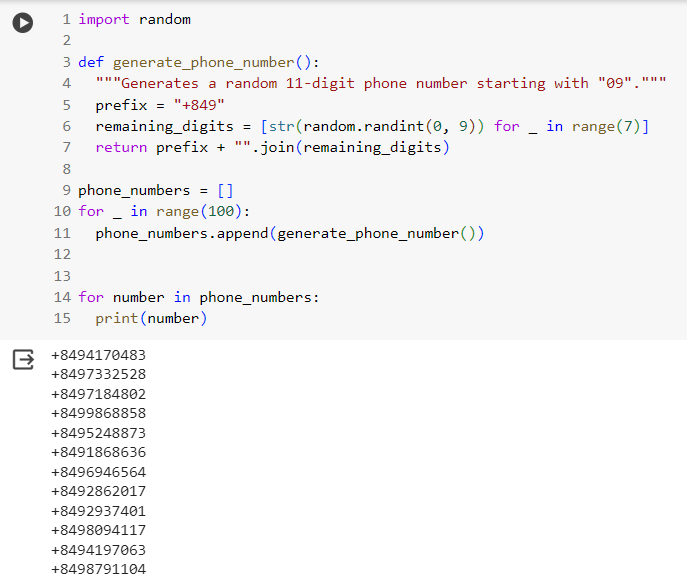 1 import random
2
3 def generate_phone_number():
4   """Generates a random 11-digit phone number starting with "09"."""
5   prefix = "+849"
6   remaining_digits = [str(random.randint(0, 9)) for _ in range(7)]
7   return prefix + "".join(remaining_digits)
8
9 phone_numbers = []
10 for _ in range(100):
11   phone_numbers.append(generate_phone_number())
12
13
14 for number in phone_numbers:
15   print(number)
+8494170483
+8497332528
+8497184802
+8499868858
+8495248873
+8491868636
+8496946564
+8492862017
+8492937401
+8498094117
+8494197063
+8498791104